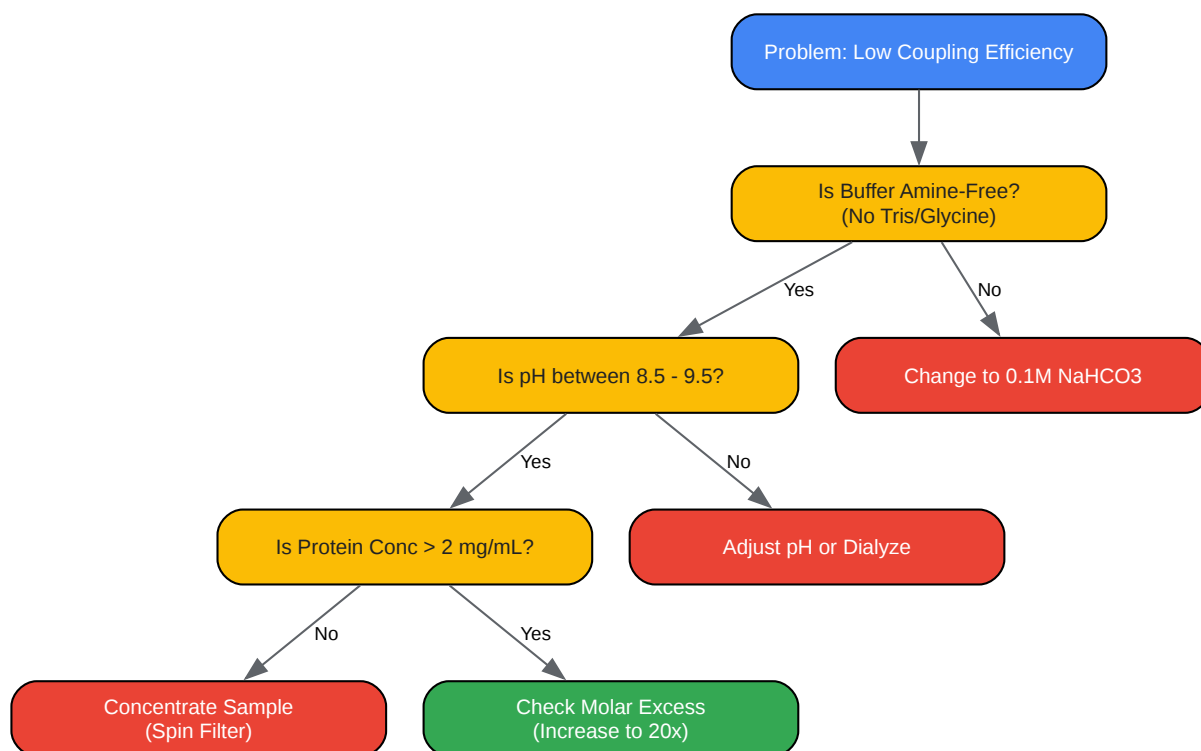 Problem: Low Coupling Efficiency
Is Buffer Amine-Free?
(No Tris/Glycine)
Yes
No
Is pH between 8.5 - 9.5?
Change to 0.1M NaHCO3
Yes
No
Is Protein Conc > 2 mg/mL?
Adjust pH or Dialyze
No
Yes
Concentrate Sample
(Spin Filter)
Check Molar Excess
(Increase to 20x)